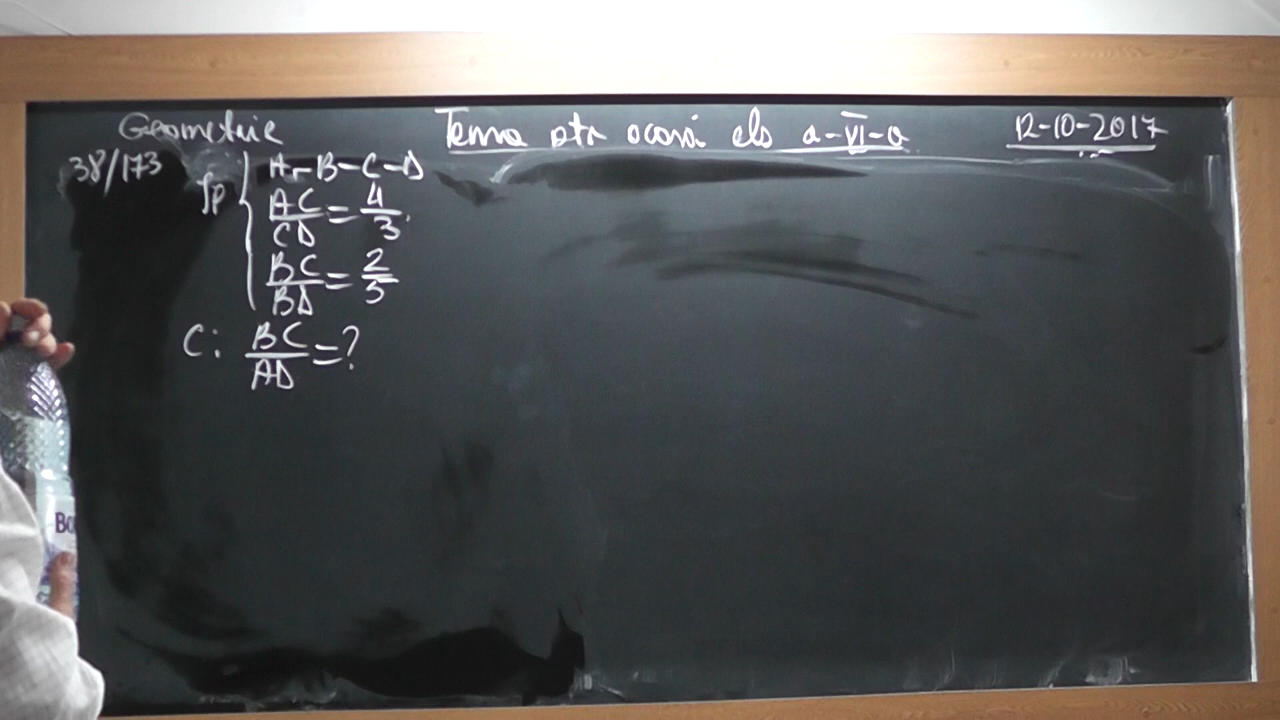 Geometrie
Tema ptr acasă cls a-VI-a
12-10-2017
38/173
Ip { A-B-C-D
AC/CD = 4/3
BC/BD = 2/5
C: BC/AD = ?
Bo